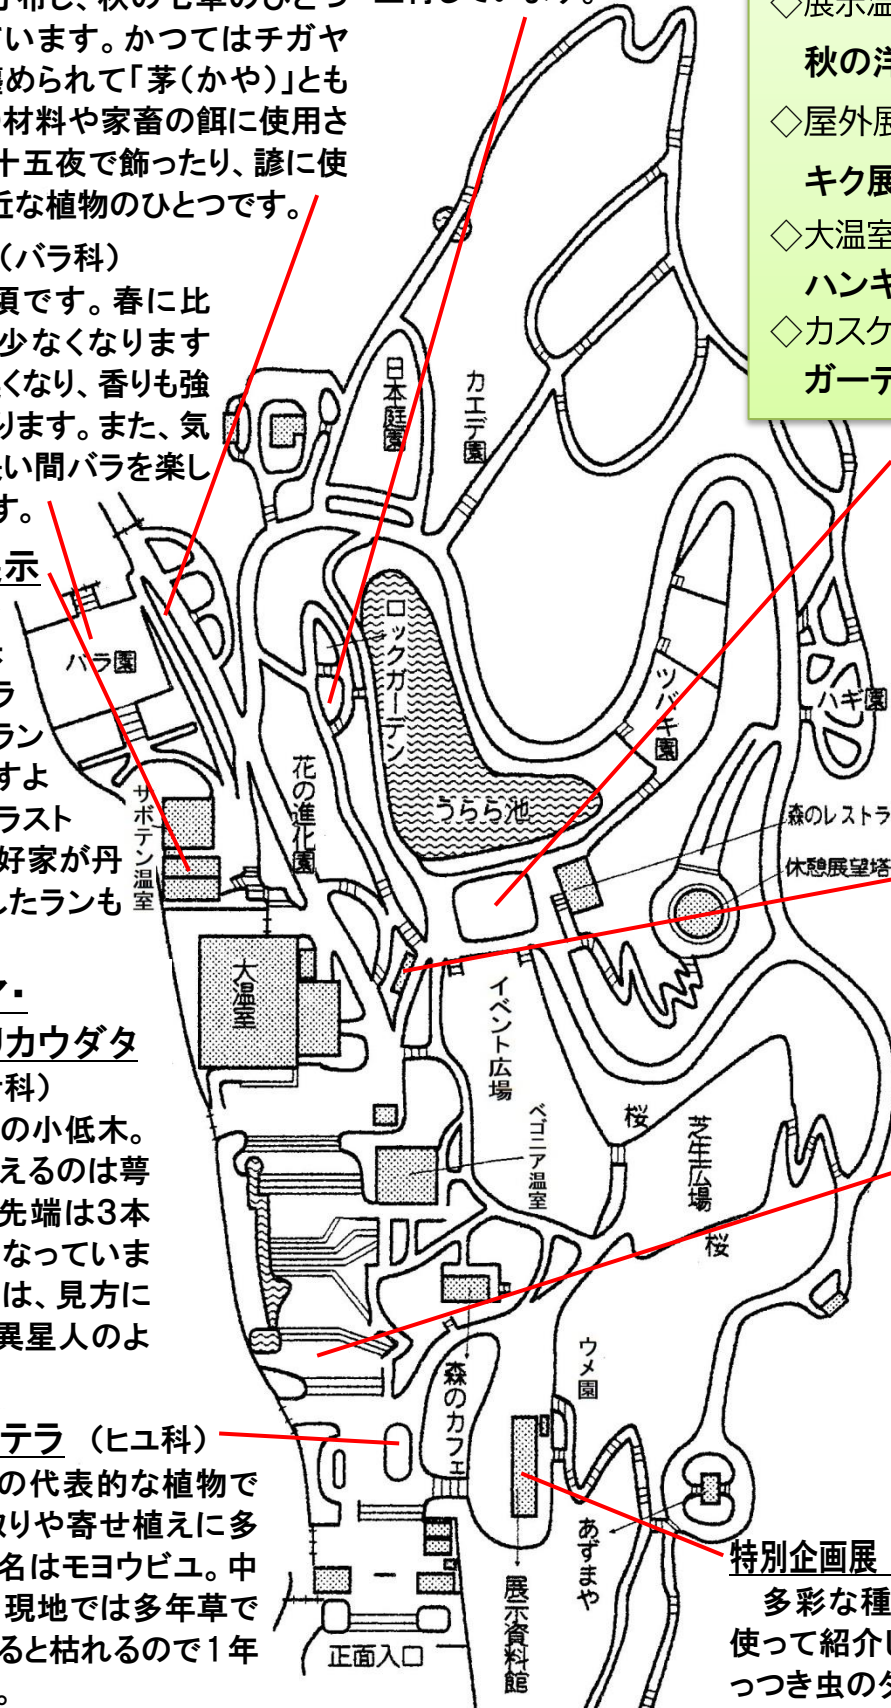 布し、秋の七草のひとつ
います。かつてはチガヤ
められて「茅(かや)」とも
材料や家畜の餌に使用さ
十五夜で飾ったり、諺に使
近な植物のひとつです。
（バラ科）
頃です。春に比
少なくなります
くなり、香りも強
ります。また、気
い間バラを楽し
す。
示
ラ
ラン
すよ
ラスト
好家が丹
したランも
リカウダタ
科）
の小低木。
えるのは萼
先端は3本
なっていま
は、見方に
異星人のよ
テラ （ヒユ科）
の代表的な植物で
りや寄せ植えに多
名はモヨウビユ。中
現地では多年草で
ると枯れるので1年
。
◇展示温
秋の洋
◇屋外展
キク展
◇大温室
ハンギ
◇カスケ
ガーデ
日本庭園
カエデ園
ロックガーデン
バラ園
ツバキ園
ハギ園
花の進化園
うらら池
サボテン温室
森のレストラ
休憩展望塔
大温室
イベント広場
ベゴニア温室
桜
芝生広場
桜
ウメ園
森のカフェ
あずまや
展示資料館
正面入口
特別企画展
多彩な種
使って紹介し
っつき虫のタ